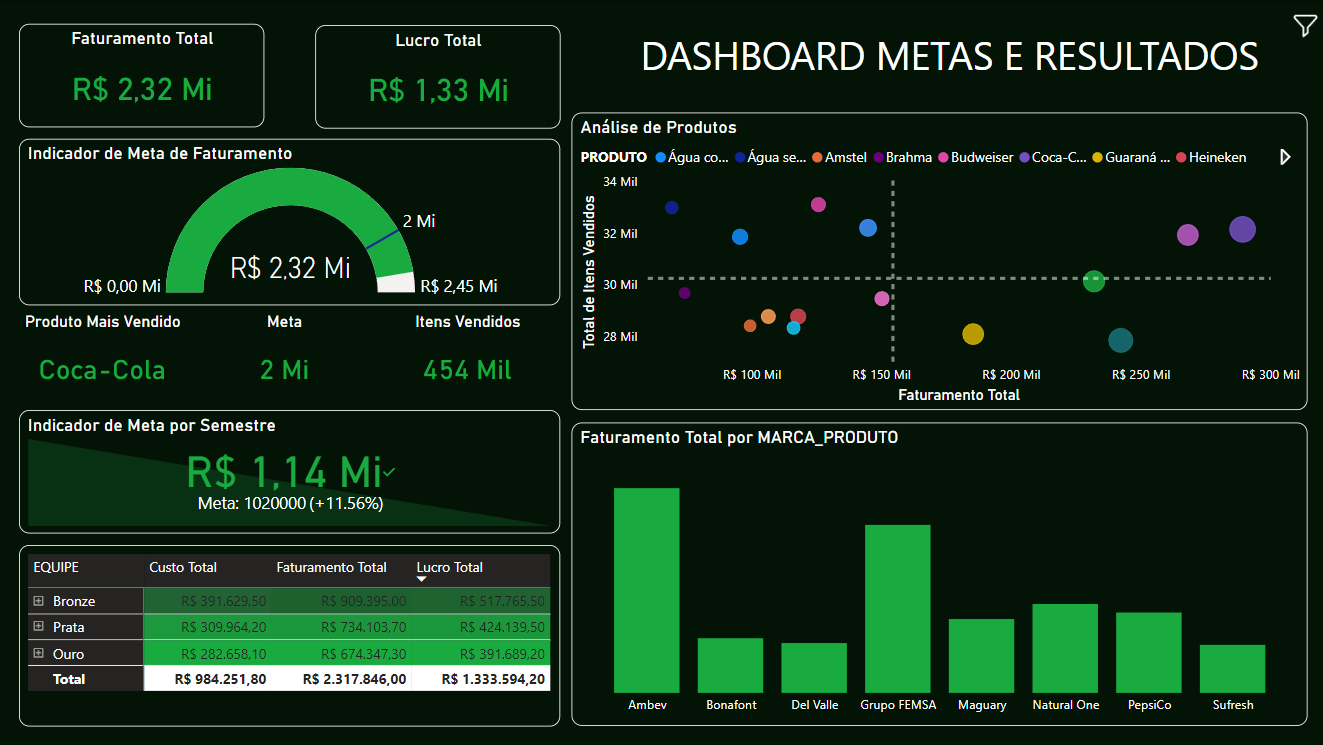 Faturamento Total
R$ 2,32 Mi
Lucro Total
R$ 1,33 Mi
DASHBOARD METAS E RESULTADOS
Indicador de Meta de Faturamento
2 Mi
R$ 2,32 Mi
R$ 0,00 Mi
R$ 2,45 Mi
Produto Mais Vendido
Coca-Cola
Meta
2 Mi
Itens Vendidos
454 Mil
Indicador de Meta por Semestre
R$ 1,14 Mi
Meta: 1020000 (+11.56%)
EQUIPE Custo Total Faturamento Total Lucro Total
Bronze R$ 391.629,50 R$ 909.395,00 R$ 517.765,50
Prata R$ 309.964,20 R$ 734.103,70 R$ 424.139,50
Ouro R$ 282.658,10 R$ 674.347,30 R$ 391.689,20
Total R$ 984.251,80 R$ 2.317.846,00 R$ 1.333.594,20
Análise de Produtos
PRODUTO Água co... Água se... Amstel Brahma Budweiser Coca-C... Guaraná ... Heineken
34 Mil
32 Mil
30 Mil
28 Mil
Total de Itens Vendidos
R$ 100 Mil R$ 150 Mil R$ 200 Mil R$ 250 Mil R$ 300 Mil
Faturamento Total
Faturamento Total por MARCA_PRODUTO
Ambev Bonafont Del Valle Grupo FEMSA Maguary Natural One PepsiCo Sufresh